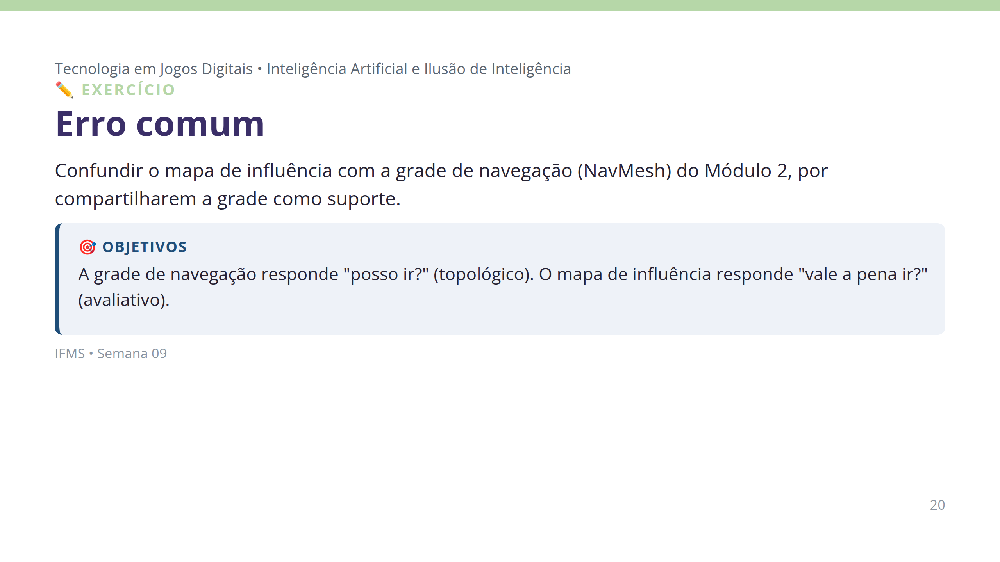 Tecnologia em Jogos Digitais • Inteligência Artificial e Ilusão de Inteligência
✏️ EXERCÍCIO
Erro comum
Confundir o mapa de influência com a grade de navegação (NavMesh) do Módulo 2, por
compartilharem a grade como suporte.
🎯 OBJETIVOS
A grade de navegação responde "posso ir?" (topológico). O mapa de influência responde "vale a pena ir?"
(avaliativo).
IFMS • Semana 09
20